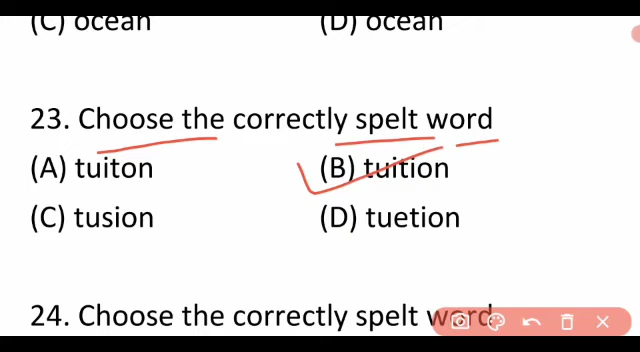 (C) ocean (D) ocean
23. Choose the correctly spelt word
(A) tuiton (B) tuition
(C) tusion (D) tuetion
24. Choose the correctly spelt word